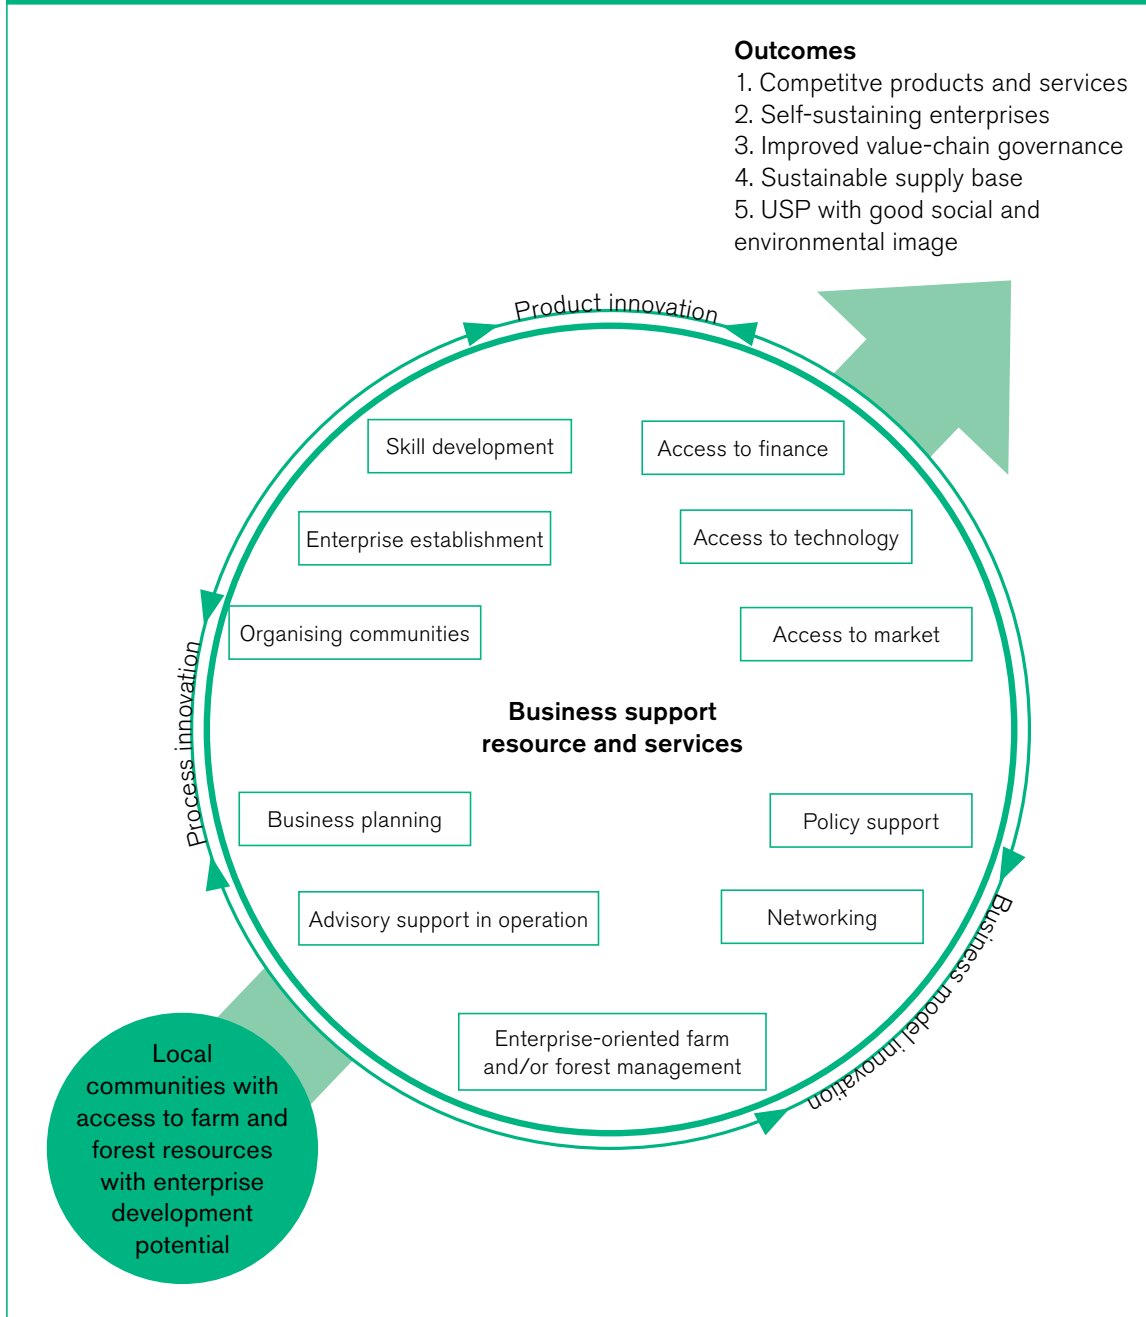 Outcomes
1. Competitve products and services
2. Self-sustaining enterprises
3. Improved value-chain governance
4. Sustainable supply base
5. USP with good social and
environmental image
Product innovation
Skill development
Access to finance
Enterprise establishment
Access to technology
Organising communities
Access to market
Process innovation
Business support
resource and services
Business planning
Policy support
Advisory support in operation
Networking
Business model innovation
Enterprise-oriented farm
and/or forest management
Local
communities with
access to farm and
forest resources
with enterprise
development
potential